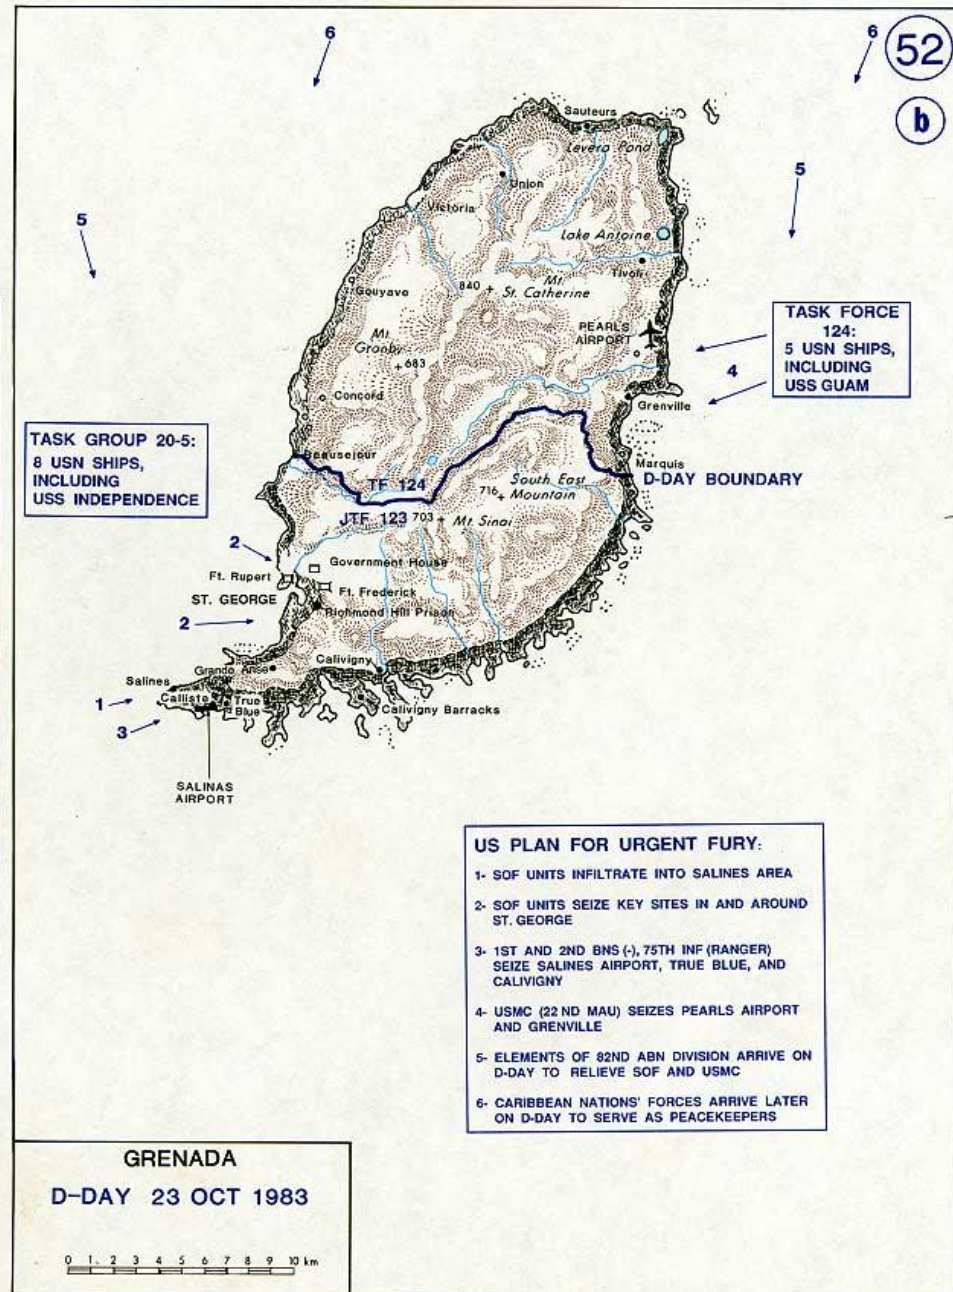 6
6
52
b
Sauteurs
Levera Pond
Union
5
5
Victoria
Lake Antoine
Tivoli
840
Mt.
St. Catherine
Gouyave
PEARLS
AIRPORT
TASK FORCE
124:
5 USN SHIPS,
INCLUDING
USS GUAM
Mt.
Granby
683
4
Concord
Grenville
TASK GROUP 20-5:
8 USN SHIPS,
INCLUDING
USS INDEPENDENCE
Beausejour
Marquis
D-DAY BOUNDARY
TF 124
South East
Mountain
716
JTF 123
703
Mt. Sinai
2
Government House
Ft. Rupert
Ft. Frederick
ST. GEORGE
Richmond Hill Prison
2
Calivigny
Grande Anse
Salines
Calliste
True
Blue
1
Calivigny Barracks
3
SALINAS
AIRPORT
US PLAN FOR URGENT FURY:
1- SOF UNITS INFILTRATE INTO SALINES AREA
2- SOF UNITS SEIZE KEY SITES IN AND AROUND
ST. GEORGE
3- 1ST AND 2ND BNS (-), 75TH INF (RANGER)
SEIZE SALINES AIRPORT, TRUE BLUE, AND
CALIVIGNY
4- USMC (22 ND MAU) SEIZES PEARLS AIRPORT
AND GRENVILLE
5- ELEMENTS OF 82ND ABN DIVISION ARRIVE ON
D-DAY TO RELIEVE SOF AND USMC
6- CARIBBEAN NATIONS' FORCES ARRIVE LATER
ON D-DAY TO SERVE AS PEACEKEEPERS
GRENADA
D-DAY 23 OCT 1983
0 1 2 3 4 5 6 7 8 9 10 km